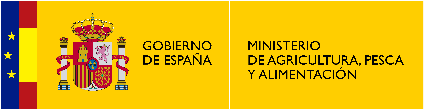 GOBIERNO
DE ESPAÑA
MINISTERIO
DE AGRICULTURA, PESCA
Y ALIMENTACIÓN